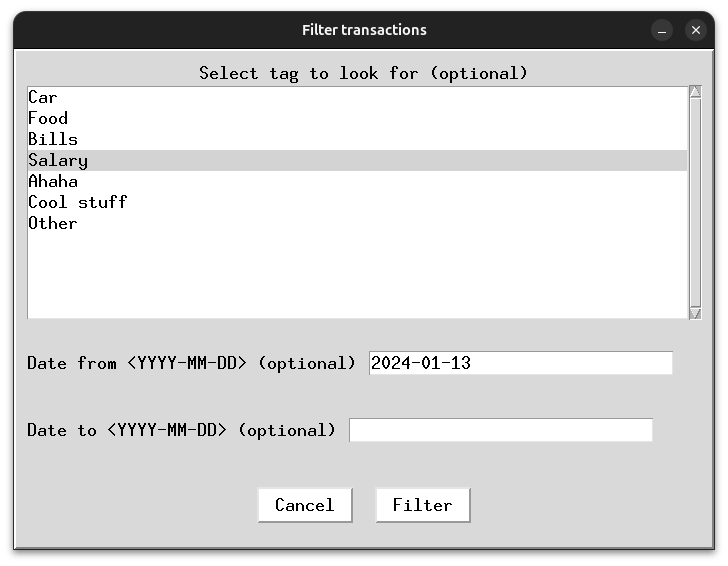 Filter transactions
Select tag to look for (optional)
Car
Food
Bills
Salary
Ahaha
Cool stuff
Other
Date from <YYYY-MM-DD> (optional) 2024-01-13
Date to <YYYY-MM-DD> (optional)
Cancel Filter